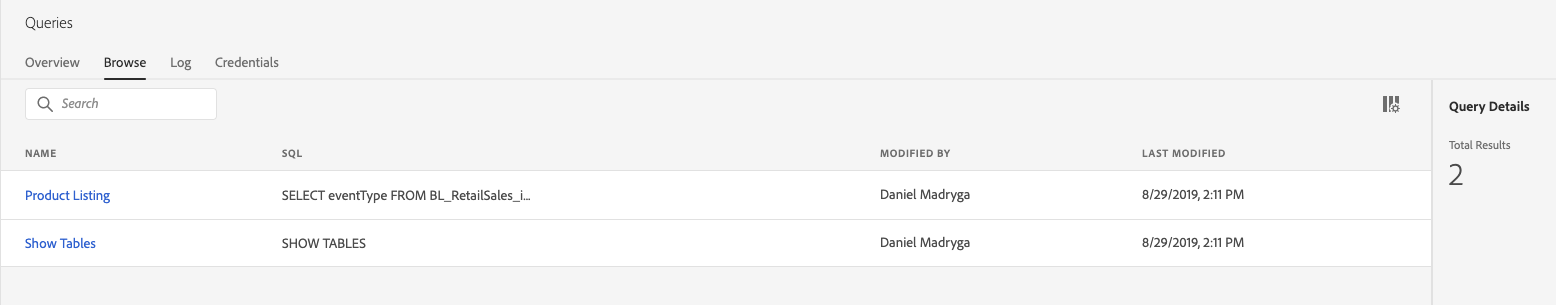 Queries
Overview Browse Log Credentials
Search
Query Details
NAME SQL MODIFIED BY LAST MODIFIED
Total Results
2
Product Listing SELECT eventType FROM BL_RetailSales_i... Daniel Madryga 8/29/2019, 2:11 PM
Show Tables SHOW TABLES Daniel Madryga 8/29/2019, 2:11 PM